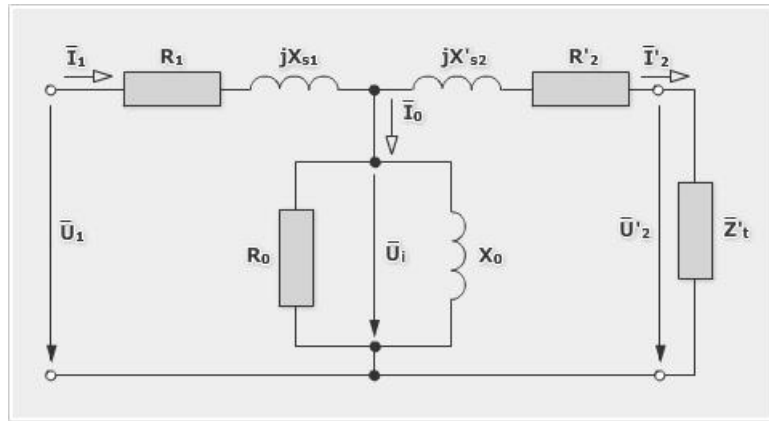 Ī₁ R₁ jXₛ₁ jX'ₛ₂ R'₂ Ī'₂
Ī₀
Ū₁ R₀ Ūᵢ X₀ Ū'₂ Z̄'ₜ